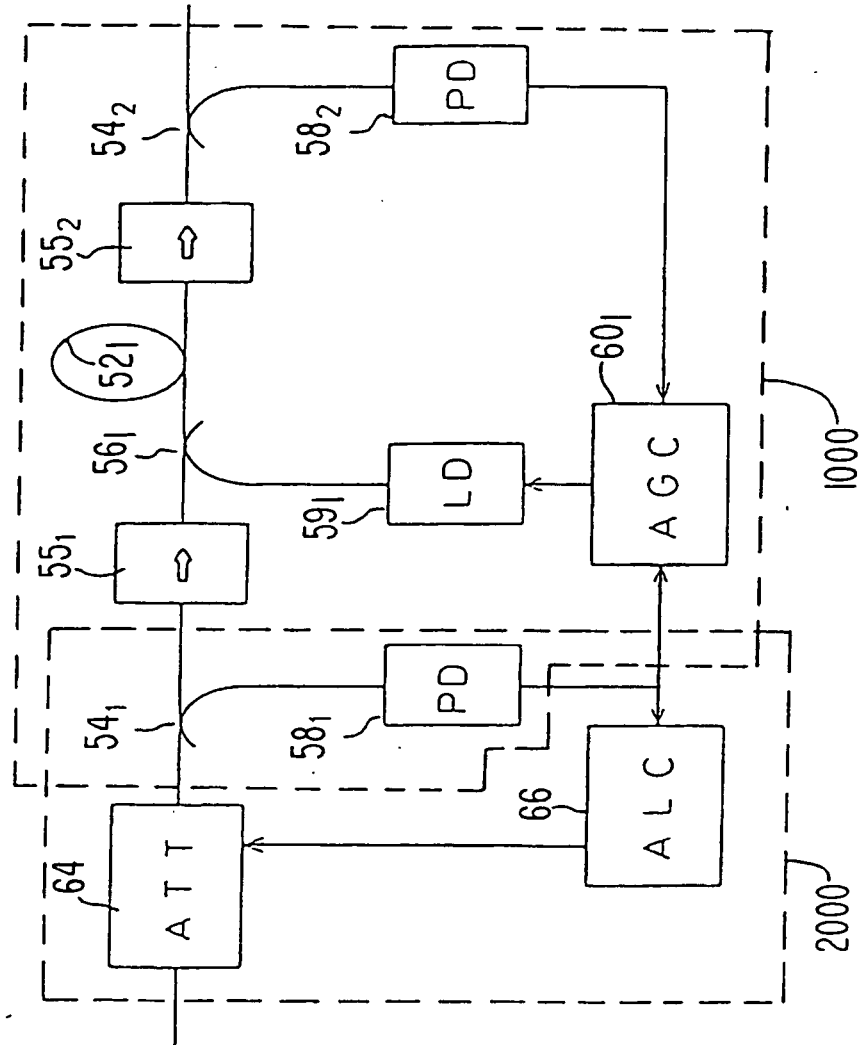 64
ATT
54₁
55₁
56₁
52₁
55₂
54₂
58₁
PD
59₁
LD
58₂
PD
66
ALC
AGC
60₁
2000
1000